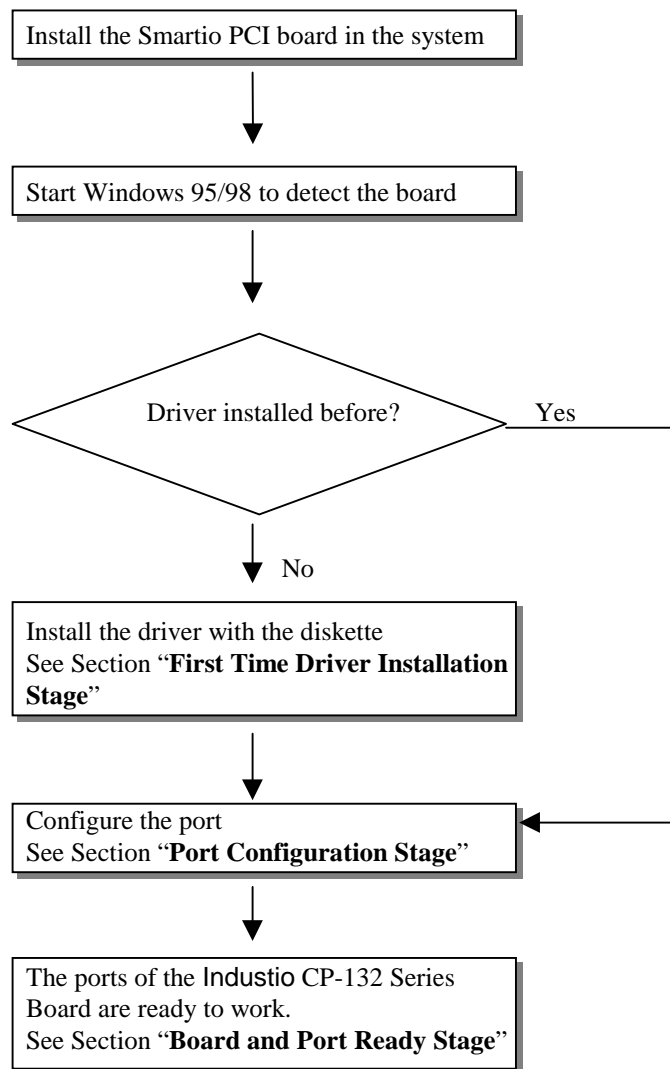 Install the Smartio PCI board in the system
Start Windows 95/98 to detect the board
Driver installed before?
Yes
No
Install the driver with the diskette
See Section “First Time Driver Installation
Stage”
Configure the port
See Section “Port Configuration Stage”
The ports of the Industio CP-132 Series
Board are ready to work.
See Section “Board and Port Ready Stage”